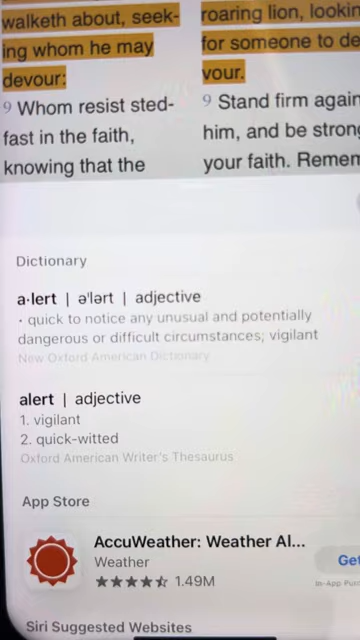 walketh about, seek-
ing whom he may
devour:
9 Whom resist sted-
fast in the faith,
knowing that the
roaring lion, lookin
for someone to de
vour.
9 Stand firm again
him, and be strong
your faith. Remem
Dictionary
a·lert | ə'lərt | adjective
• quick to notice any unusual and potentially
dangerous or difficult circumstances; vigilant
New Oxford American Dictionary
alert | adjective
1. vigilant
2. quick-witted
Oxford American Writer's Thesaurus
App Store
AccuWeather: Weather Al...
Weather
1.49M
Get
In-App Purc
Siri Suggested Websites